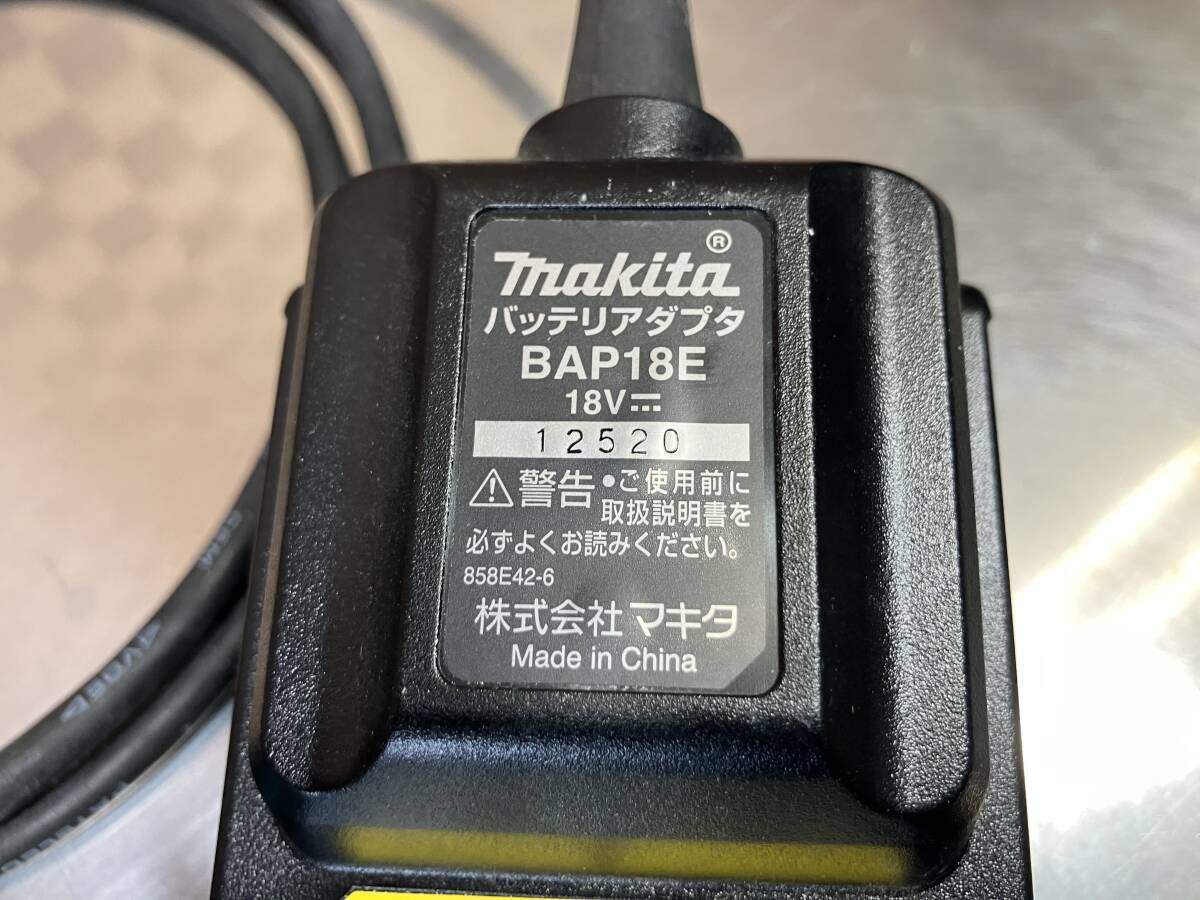 makita®
バッテリアダプタ
BAP18E
18V⎓
12520
⚠警告 •ご使用前に
取扱説明書を
必ずよくお読みください。
858E42-6
株式会社マキタ
Made in China